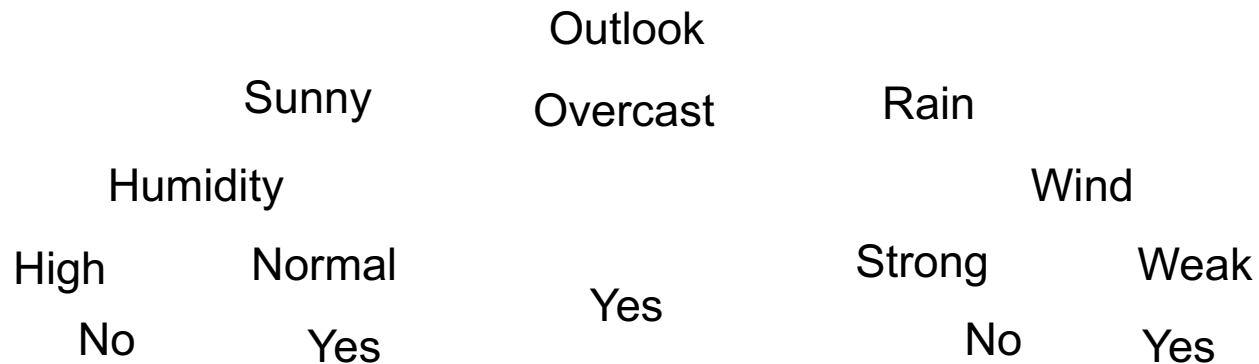 Outlook
Sunny Overcast Rain
Humidity Wind
High Normal Strong Weak
Yes
No Yes No Yes